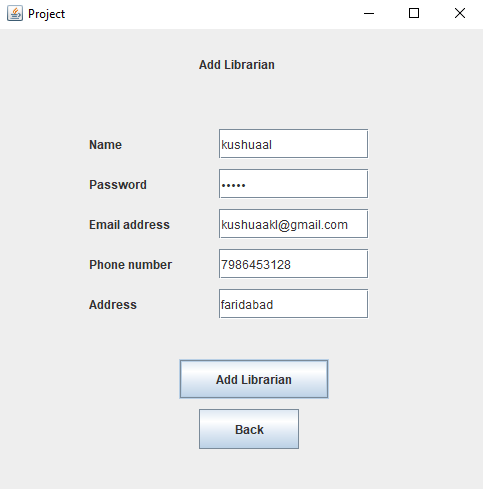 Project
Add Librarian
Name kushuaal
Password •••••
Email address kushuaakl@gmail.com
Phone number 7986453128
Address faridabad
Add Librarian
Back